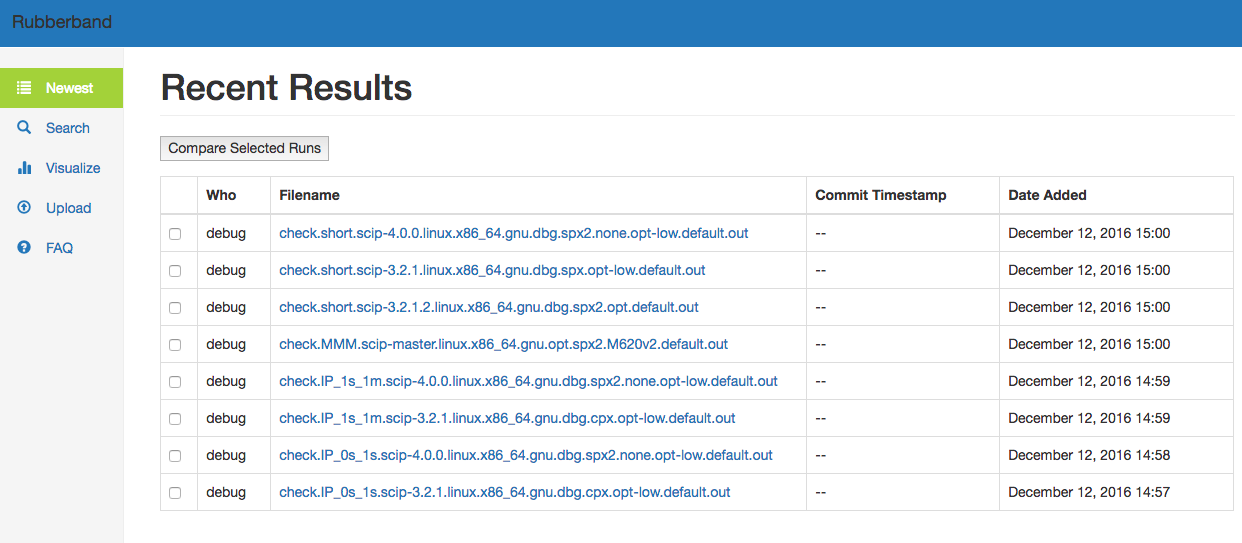 Rubberband
Newest
Search
Visualize
Upload
FAQ
Recent Results
Compare Selected Runs
Who Filename Commit Timestamp Date Added
debug check.short.scip-4.0.0.linux.x86_64.gnu.dbg.spx2.none.opt-low.default.out -- December 12, 2016 15:00
debug check.short.scip-3.2.1.linux.x86_64.gnu.dbg.spx.opt-low.default.out -- December 12, 2016 15:00
debug check.short.scip-3.2.1.2.linux.x86_64.gnu.dbg.spx2.opt.default.out -- December 12, 2016 15:00
debug check.MMM.scip-master.linux.x86_64.gnu.opt.spx2.M620v2.default.out -- December 12, 2016 15:00
debug check.IP_1s_1m.scip-4.0.0.linux.x86_64.gnu.dbg.spx2.none.opt-low.default.out -- December 12, 2016 14:59
debug check.IP_1s_1m.scip-3.2.1.linux.x86_64.gnu.dbg.cpx.opt-low.default.out -- December 12, 2016 14:59
debug check.IP_0s_1s.scip-4.0.0.linux.x86_64.gnu.dbg.spx2.none.opt-low.default.out -- December 12, 2016 14:58
debug check.IP_0s_1s.scip-3.2.1.linux.x86_64.gnu.dbg.cpx.opt-low.default.out -- December 12, 2016 14:57